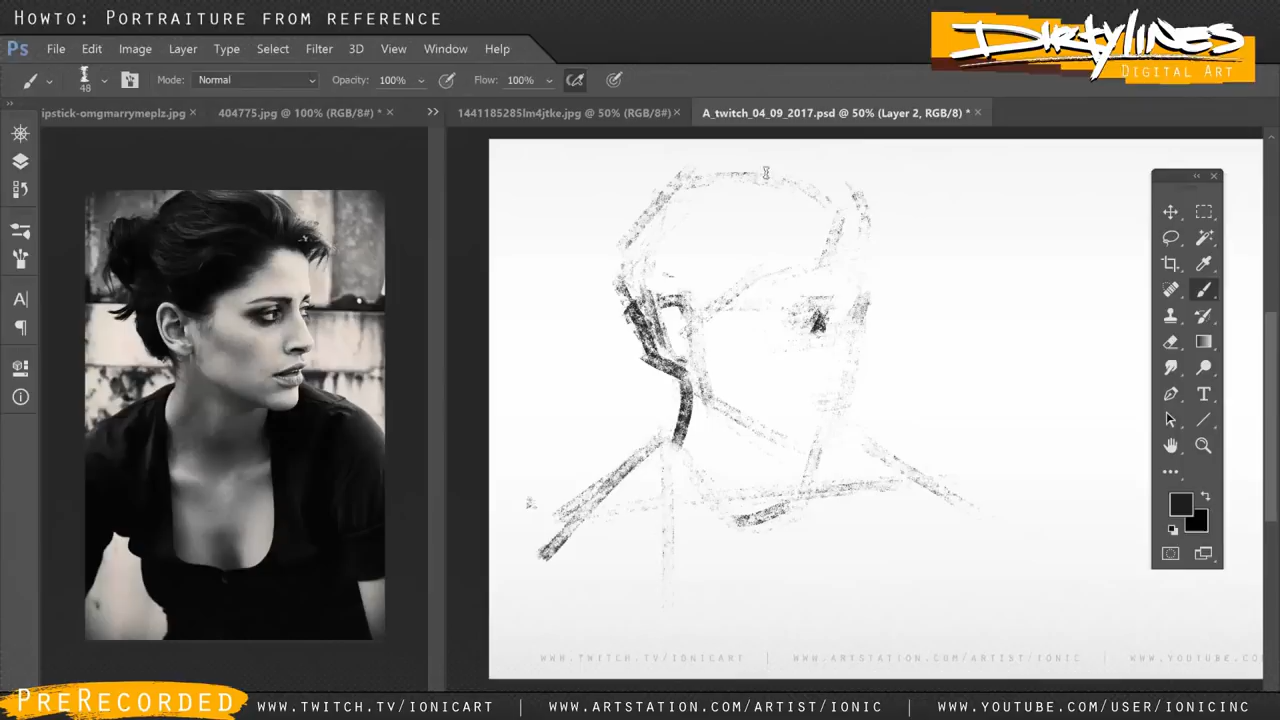 Howto: Portraiture from reference
DIRTYLINES
Digital Art
Ps File Edit Image Layer Type Select Filter 3D View Window Help
48 Mode: Normal Opacity: 100% Flow: 100%
ipstick-omgmarrymeplz.jpg × 404775.jpg @ 100% (RGB/8#) * × 1441185285lm4jtke.jpg @ 50% (RGB/8#) × A_twitch_04_09_2017.psd @ 50% (Layer 2, RGB/8) * ×
www.twitch.tv/ionicart | www.artstation.com/artist/ionic | www.youtube.co
PreRecorded www.twitch.tv/ionicart | www.artstation.com/artist/ionic | www.youtube.com/user/ionicinc